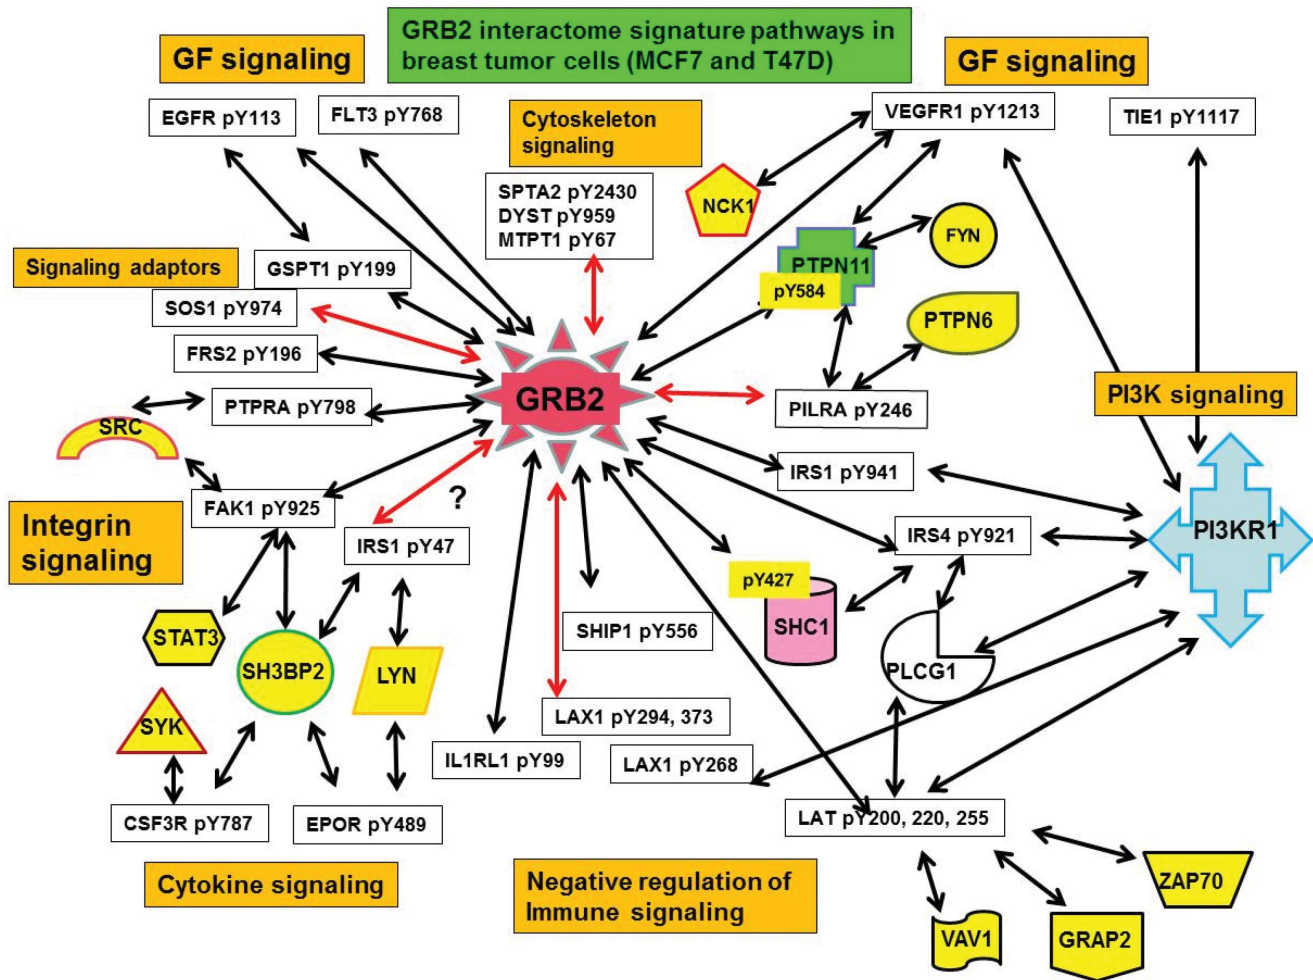 GRB2 interactome signature pathways in
breast tumor cells (MCF7 and T47D)
GF signaling
GF signaling
EGFR pY113
FLT3 pY768
Cytoskeleton
signaling
VEGFR1 pY1213
TIE1 pY1117
SPTA2 pY2430
DYST pY959
MTPT1 pY67
NCK1
FYN
Signaling adaptors
GSPT1 pY199
PTPN11
pY584
SOS1 pY974
PTPN6
FRS2 pY196
GRB2
PTPRA pY798
PILRA pY246
PI3K signaling
SRC
IRS1 pY941
FAK1 pY925
?
Integrin
signaling
IRS1 pY47
IRS4 pY921
PI3KR1
pY427
SHC1
STAT3
SH3BP2
LYN
SHIP1 pY556
PLCG1
SYK
LAX1 pY294, 373
IL1RL1 pY99
LAX1 pY268
CSF3R pY787
EPOR pY489
LAT pY200, 220, 255
Cytokine signaling
Negative regulation of
Immune signaling
ZAP70
VAV1
GRAP2